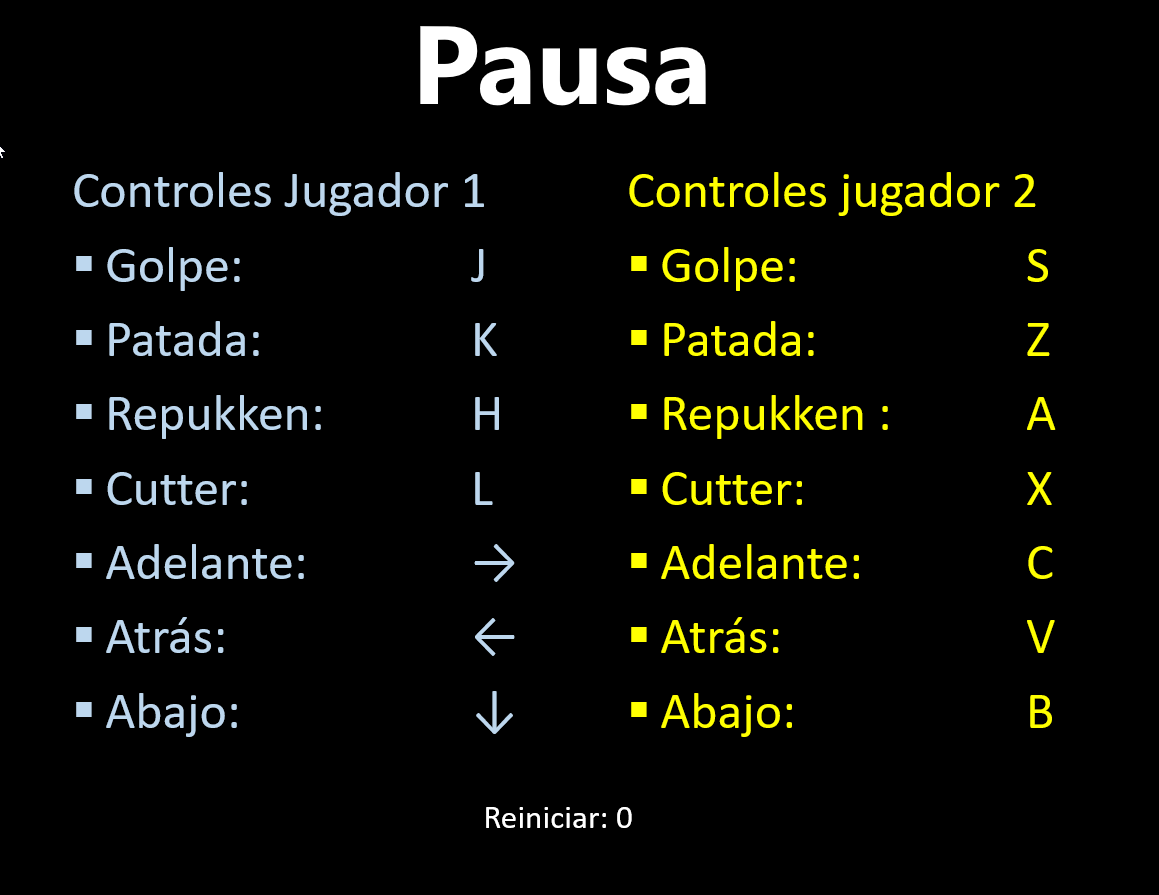 Pausa
Controles Jugador 1
▪ Golpe: J
▪ Patada: K
▪ Repukken: H
▪ Cutter: L
▪ Adelante: →
▪ Atrás: ←
▪ Abajo: ↓
Controles jugador 2
▪ Golpe: S
▪ Patada: Z
▪ Repukken : A
▪ Cutter: X
▪ Adelante: C
▪ Atrás: V
▪ Abajo: B
Reiniciar: 0